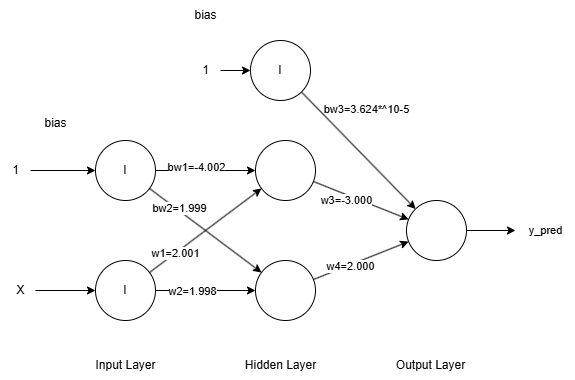 bias
1
I
bw3=3.624*^10-5
bias
1
I
bw1=-4.002
bw2=1.999
w3=-3.000
y_pred
w1=2.001
w4=2.000
X
I
w2=1.998
Input Layer
Hidden Layer
Output Layer